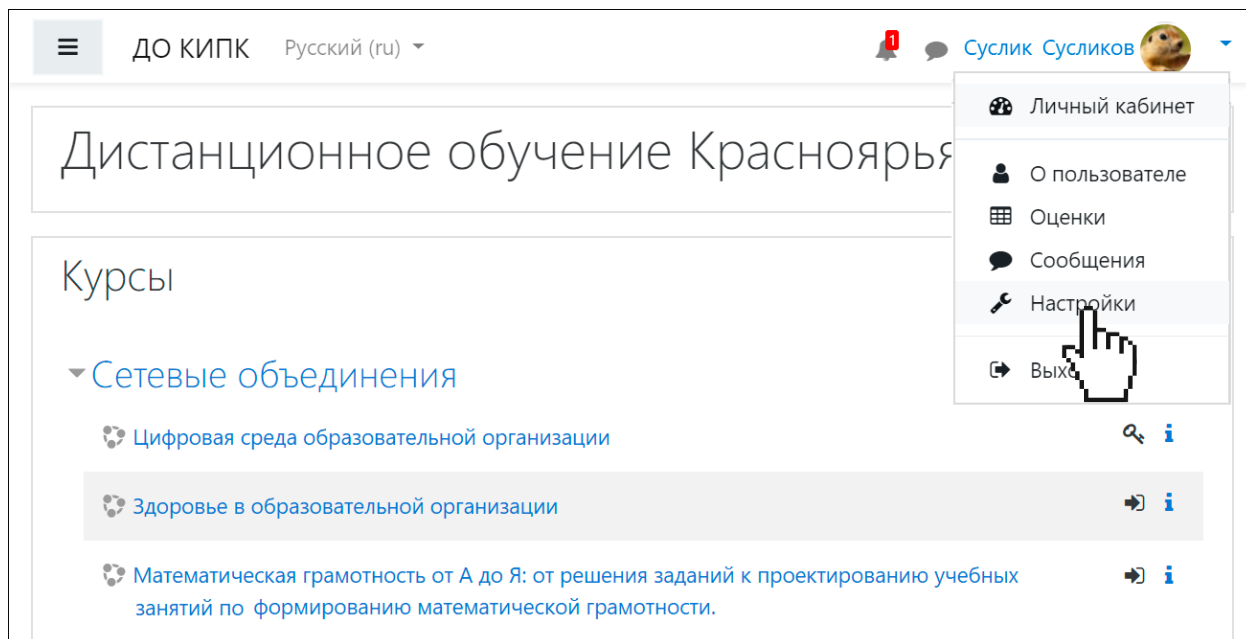 ДО КИПК Русский (ru) 1 Суслик Сусликов
Личный кабинет
Дистанционное обучение Красноярья
О пользователе
Оценки
Сообщения
Настройки
Курсы
Сетевые объединения
Цифровая среда образовательной организации
Здоровье в образовательной организации
Математическая грамотность от А до Я: от решения заданий к проектированию учебных
занятий по формированию математической грамотности.